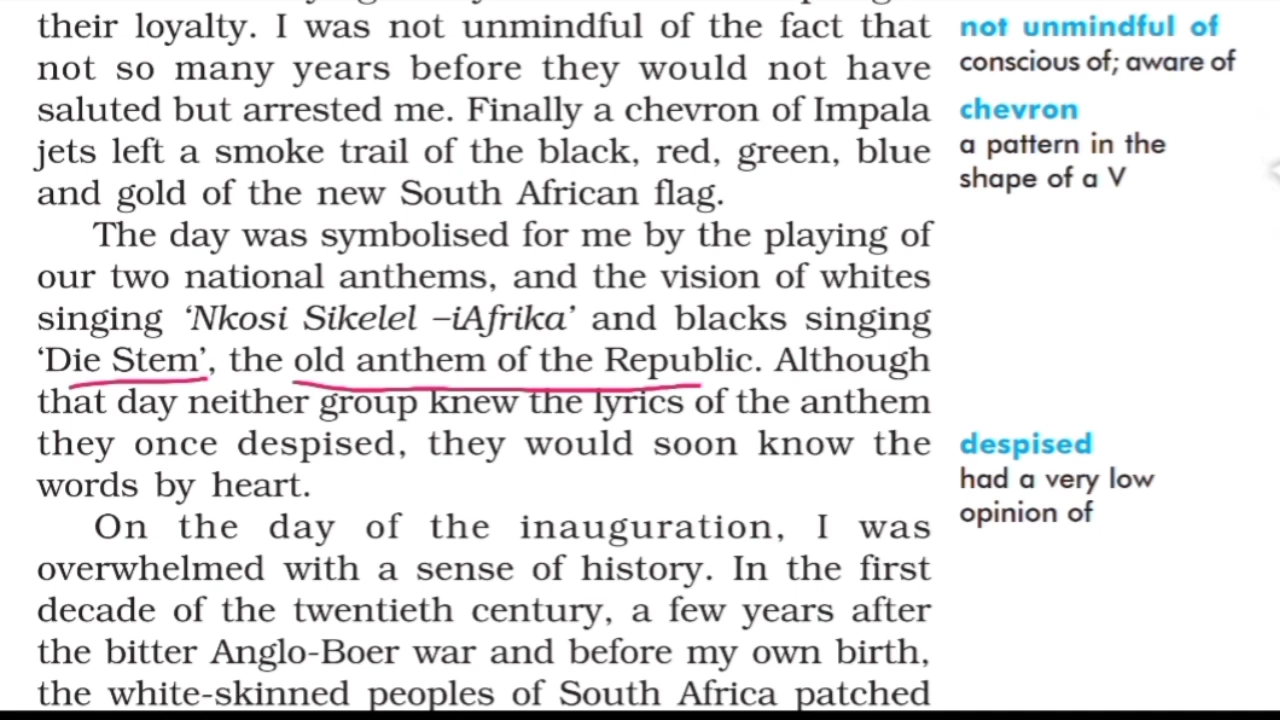 their loyalty. I was not unmindful of the fact that
not so many years before they would not have
saluted but arrested me. Finally a chevron of Impala
jets left a smoke trail of the black, red, green, blue
and gold of the new South African flag.
The day was symbolised for me by the playing of
our two national anthems, and the vision of whites
singing ‘Nkosi Sikelel –iAfrika’ and blacks singing
‘Die Stem’, the old anthem of the Republic. Although
that day neither group knew the lyrics of the anthem
they once despised, they would soon know the
words by heart.
On the day of the inauguration, I was
overwhelmed with a sense of history. In the first
decade of the twentieth century, a few years after
the bitter Anglo-Boer war and before my own birth,
the white-skinned peoples of South Africa patched
not unmindful of
conscious of; aware of
chevron
a pattern in the
shape of a V
despised
had a very low
opinion of